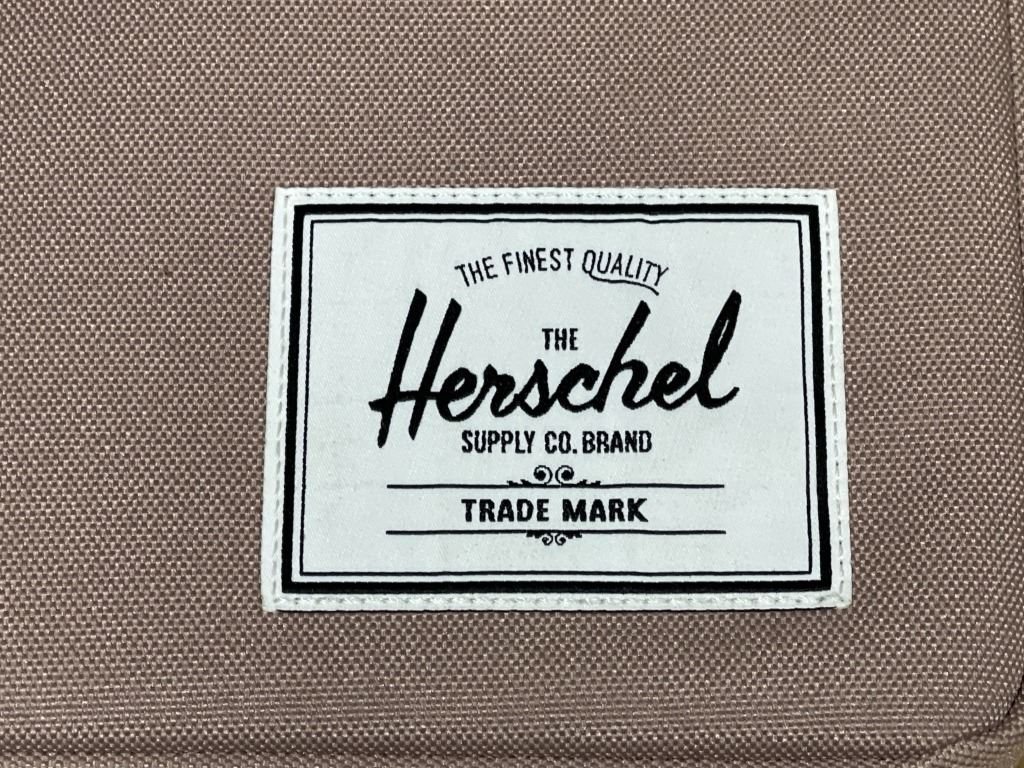 THE FINEST QUALITY
THE
Herschel
SUPPLY CO. BRAND
TRADE MARK